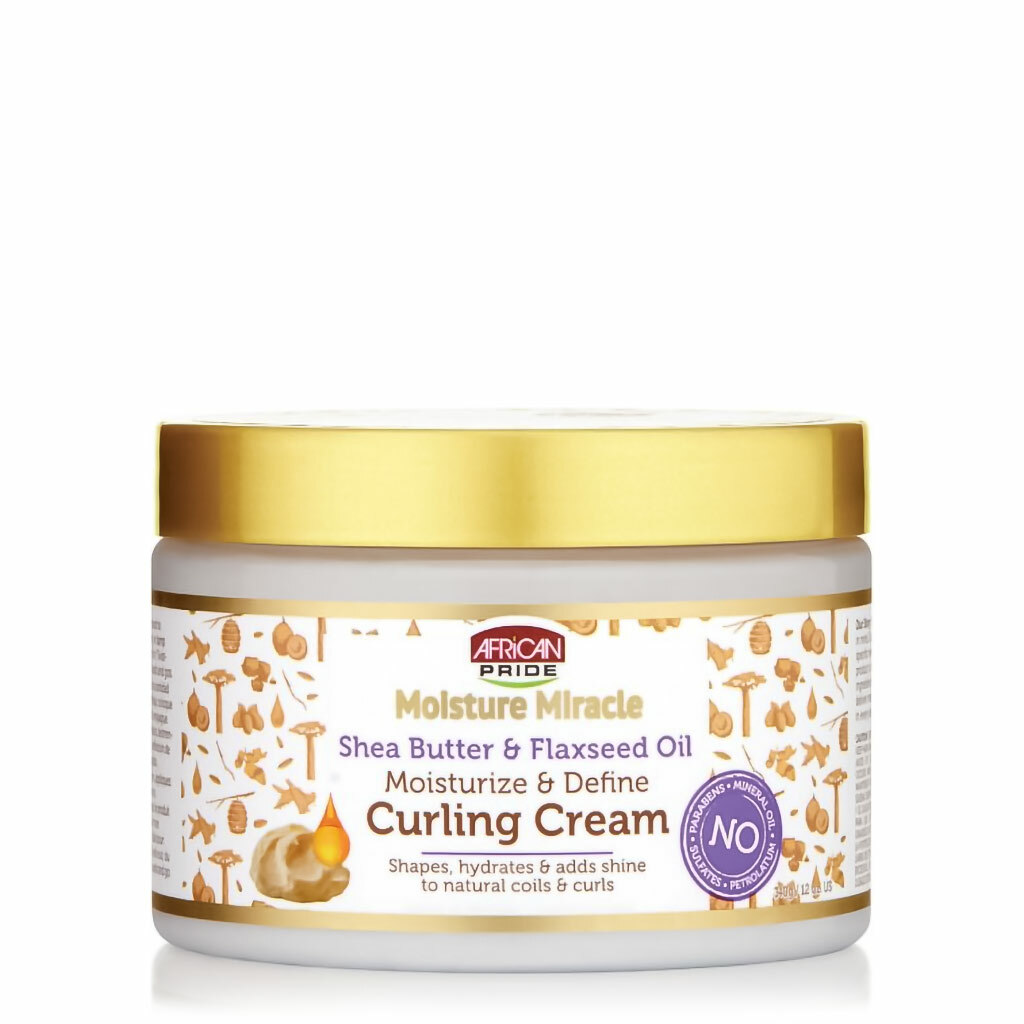 AFRICAN
PRIDE
Moisture Miracle
Shea Butter & Flaxseed Oil
Moisturize & Define
Curling Cream
Shapes, hydrates & adds shine
to natural coils & curls
PARABENS • MINERAL OIL • PETROLATUM • SULFATES •
NO